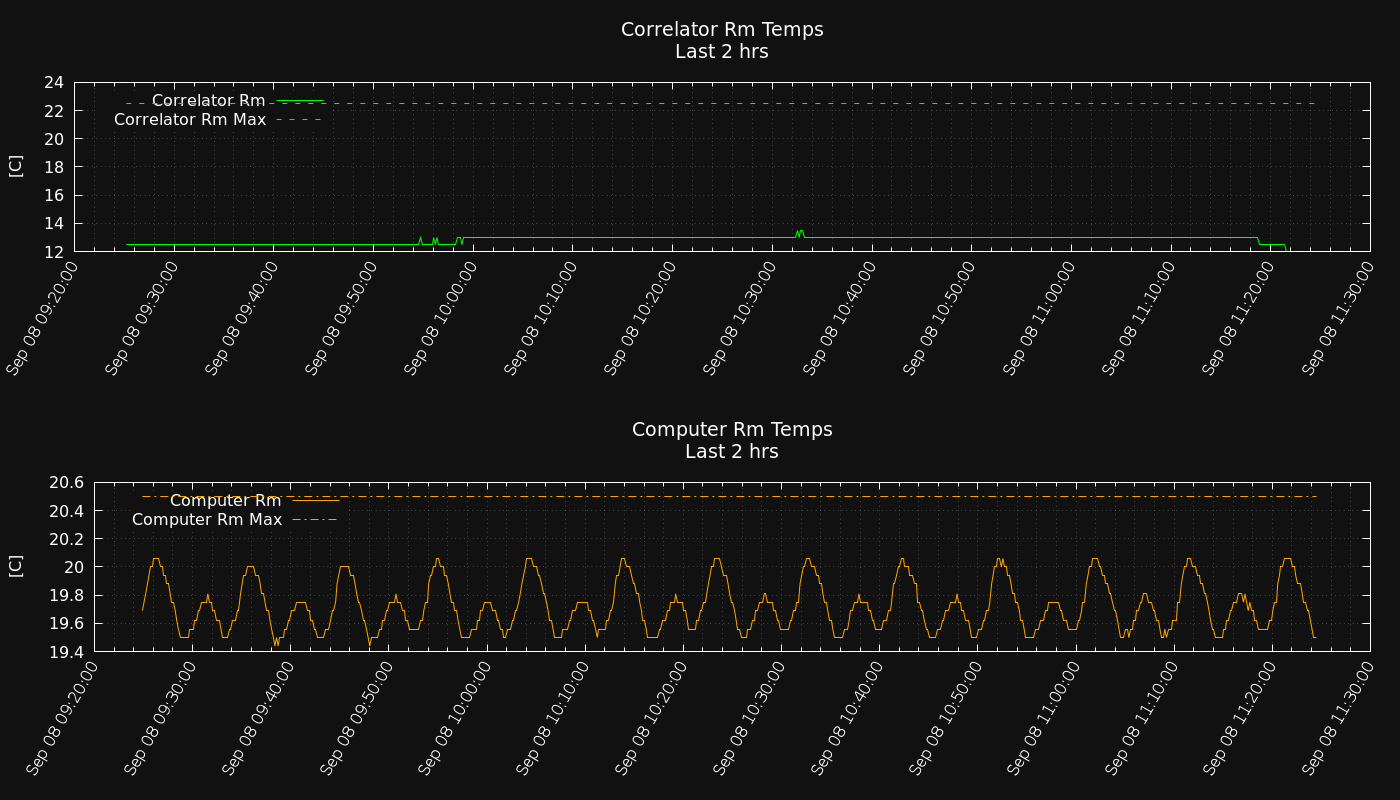 Correlator Rm Temps
Last 2 hrs
Correlator Rm
Correlator Rm Max
[C]
24
22
20
18
16
14
12
Sep 08 09:20:00
Sep 08 09:30:00
Sep 08 09:40:00
Sep 08 09:50:00
Sep 08 10:00:00
Sep 08 10:10:00
Sep 08 10:20:00
Sep 08 10:30:00
Sep 08 10:40:00
Sep 08 10:50:00
Sep 08 11:00:00
Sep 08 11:10:00
Sep 08 11:20:00
Sep 08 11:30:00
Computer Rm Temps
Last 2 hrs
Computer Rm
Computer Rm Max
[C]
20.6
20.4
20.2
20
19.8
19.6
19.4
Sep 08 09:20:00
Sep 08 09:30:00
Sep 08 09:40:00
Sep 08 09:50:00
Sep 08 10:00:00
Sep 08 10:10:00
Sep 08 10:20:00
Sep 08 10:30:00
Sep 08 10:40:00
Sep 08 10:50:00
Sep 08 11:00:00
Sep 08 11:10:00
Sep 08 11:20:00
Sep 08 11:30:00